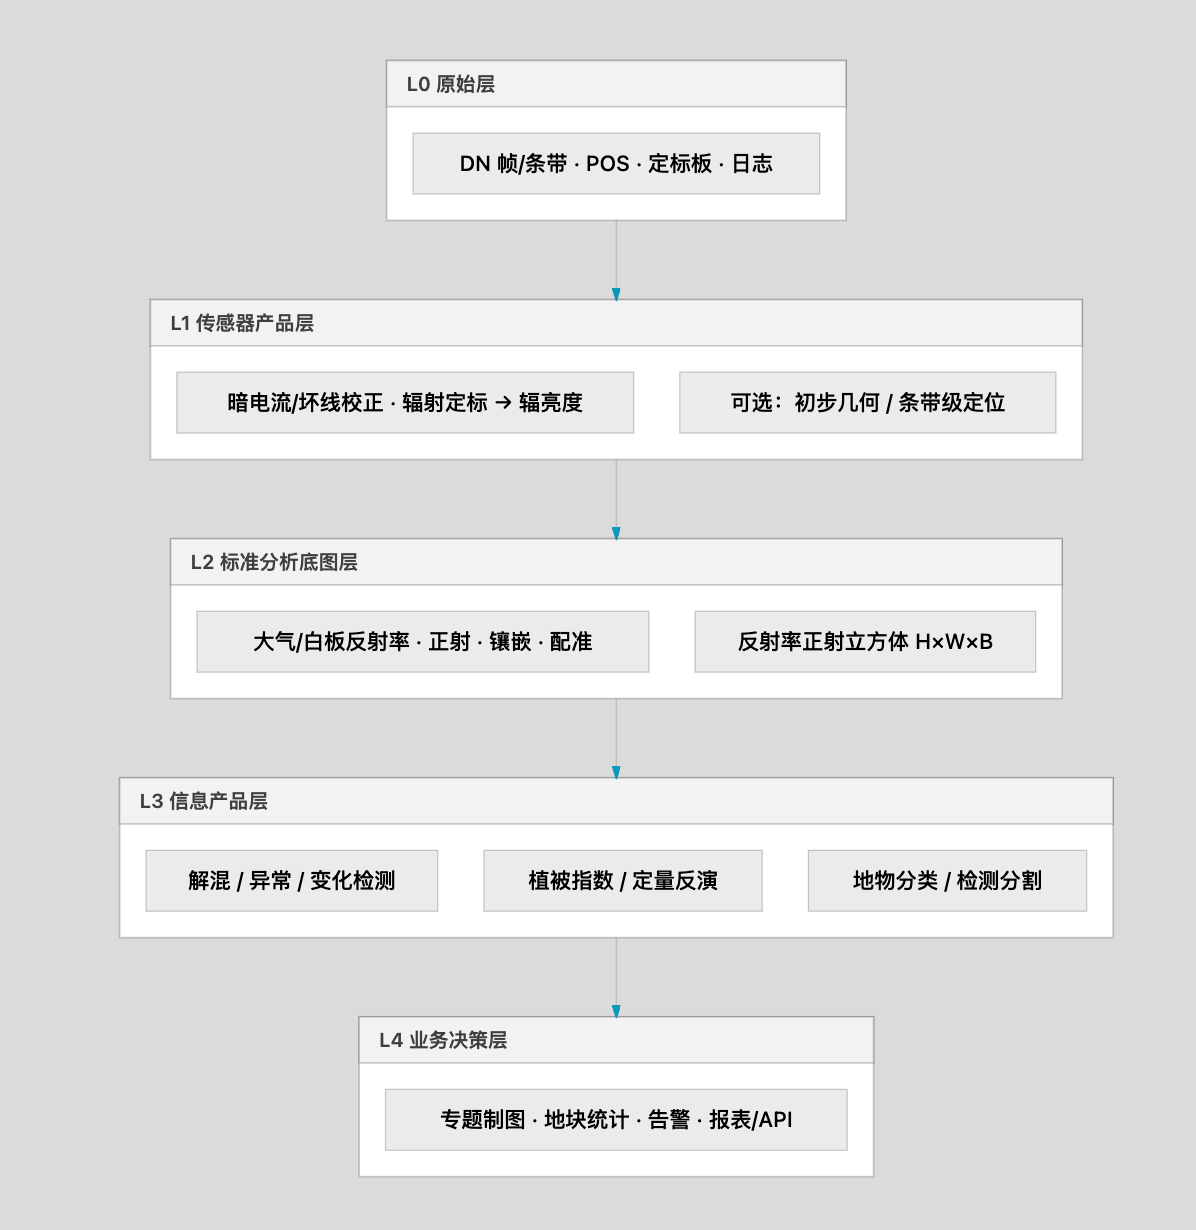 L0 原始层
DN 帧/条带 · POS · 定标板 · 日志
L1 传感器产品层
暗电流/坏线校正 · 辐射定标 → 辐亮度
可选：初步几何 / 条带级定位
L2 标准分析底图层
大气/白板反射率 · 正射 · 镶嵌 · 配准
反射率正射立方体 H×W×B
L3 信息产品层
解混 / 异常 / 变化检测
植被指数 / 定量反演
地物分类 / 检测分割
L4 业务决策层
专题制图 · 地块统计 · 告警 · 报表/API